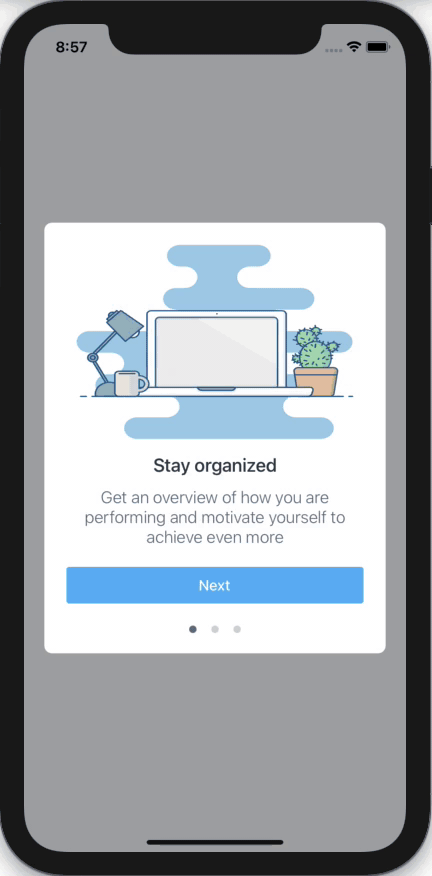 8:57
Stay organized
Get an overview of how you are
performing and motivate yourself to
achieve even more
Next